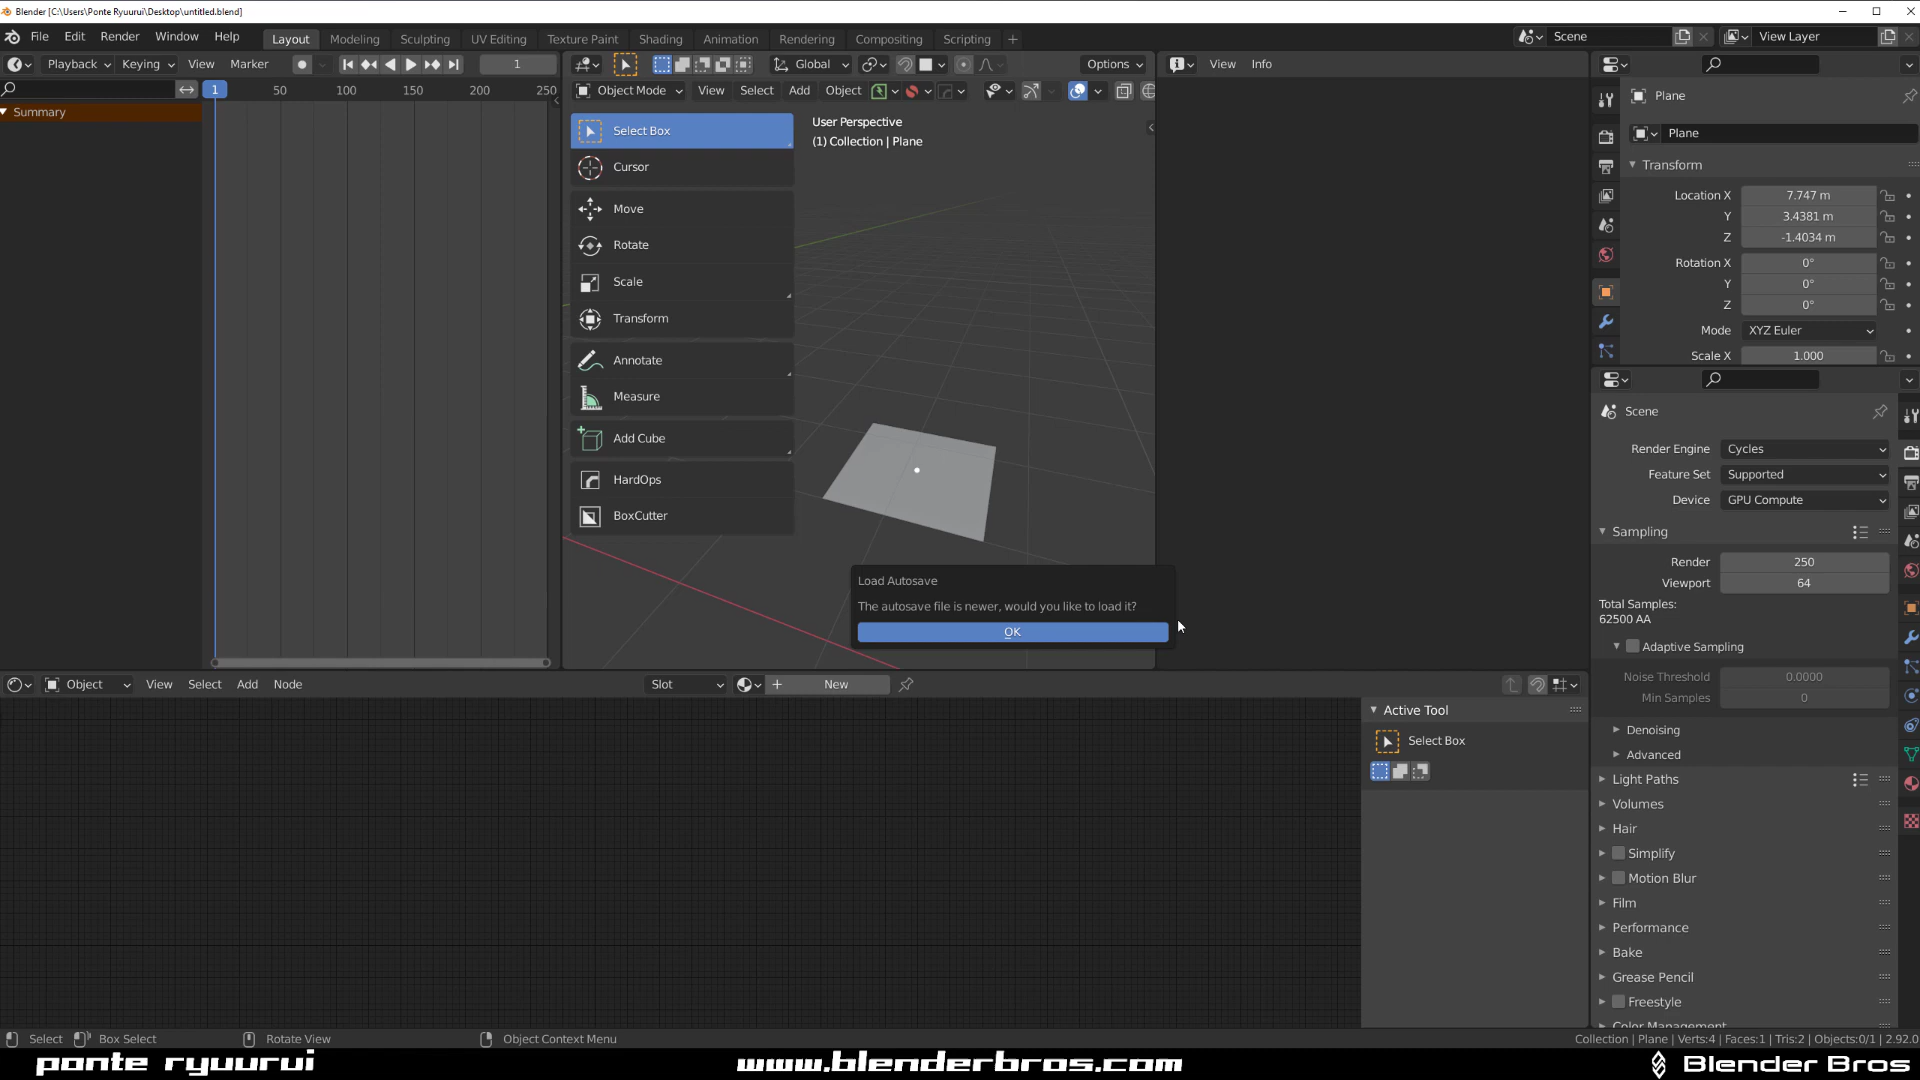 Blender [C:\Users\Ponte Ryuurui\Desktop\untitled.blend]
File Edit Render Window Help Layout Modeling Sculpting UV Editing Texture Paint Shading Animation Rendering Compositing Scripting Scene View Layer
Playback Keying View Marker 1 Global Options View Info
1 50 100 150 200 250 Object Mode View Select Add Object
Summary
Select Box
Cursor
Move
Rotate
Scale
Transform
Annotate
Measure
Add Cube
HardOps
BoxCutter
User Perspective
(1) Collection | Plane
Load Autosave
The autosave file is newer, would you like to load it?
OK
Plane
Plane
Transform
Location X 7.747 m
Y 3.4381 m
Z -1.4034 m
Rotation X 0°
Y 0°
Z 0°
Mode XYZ Euler
Scale X 1.000
Scene
Render Engine Cycles
Feature Set Supported
Device GPU Compute
Sampling
Render 250
Viewport 64
Total Samples:
62500 AA
Adaptive Sampling
Noise Threshold 0.0000
Min Samples 0
Denoising
Advanced
Light Paths
Volumes
Hair
Simplify
Motion Blur
Film
Performance
Bake
Grease Pencil
Freestyle
Color Management
Object View Select Add Node Slot New
Active Tool
Select Box
Select Box Select Rotate View Object Context Menu Collection | Plane | Verts:4 | Faces:1 | Tris:2 | Objects:0/1 | 2.92.0
ponte ryuurui www.blenderbros.com Blender Bros